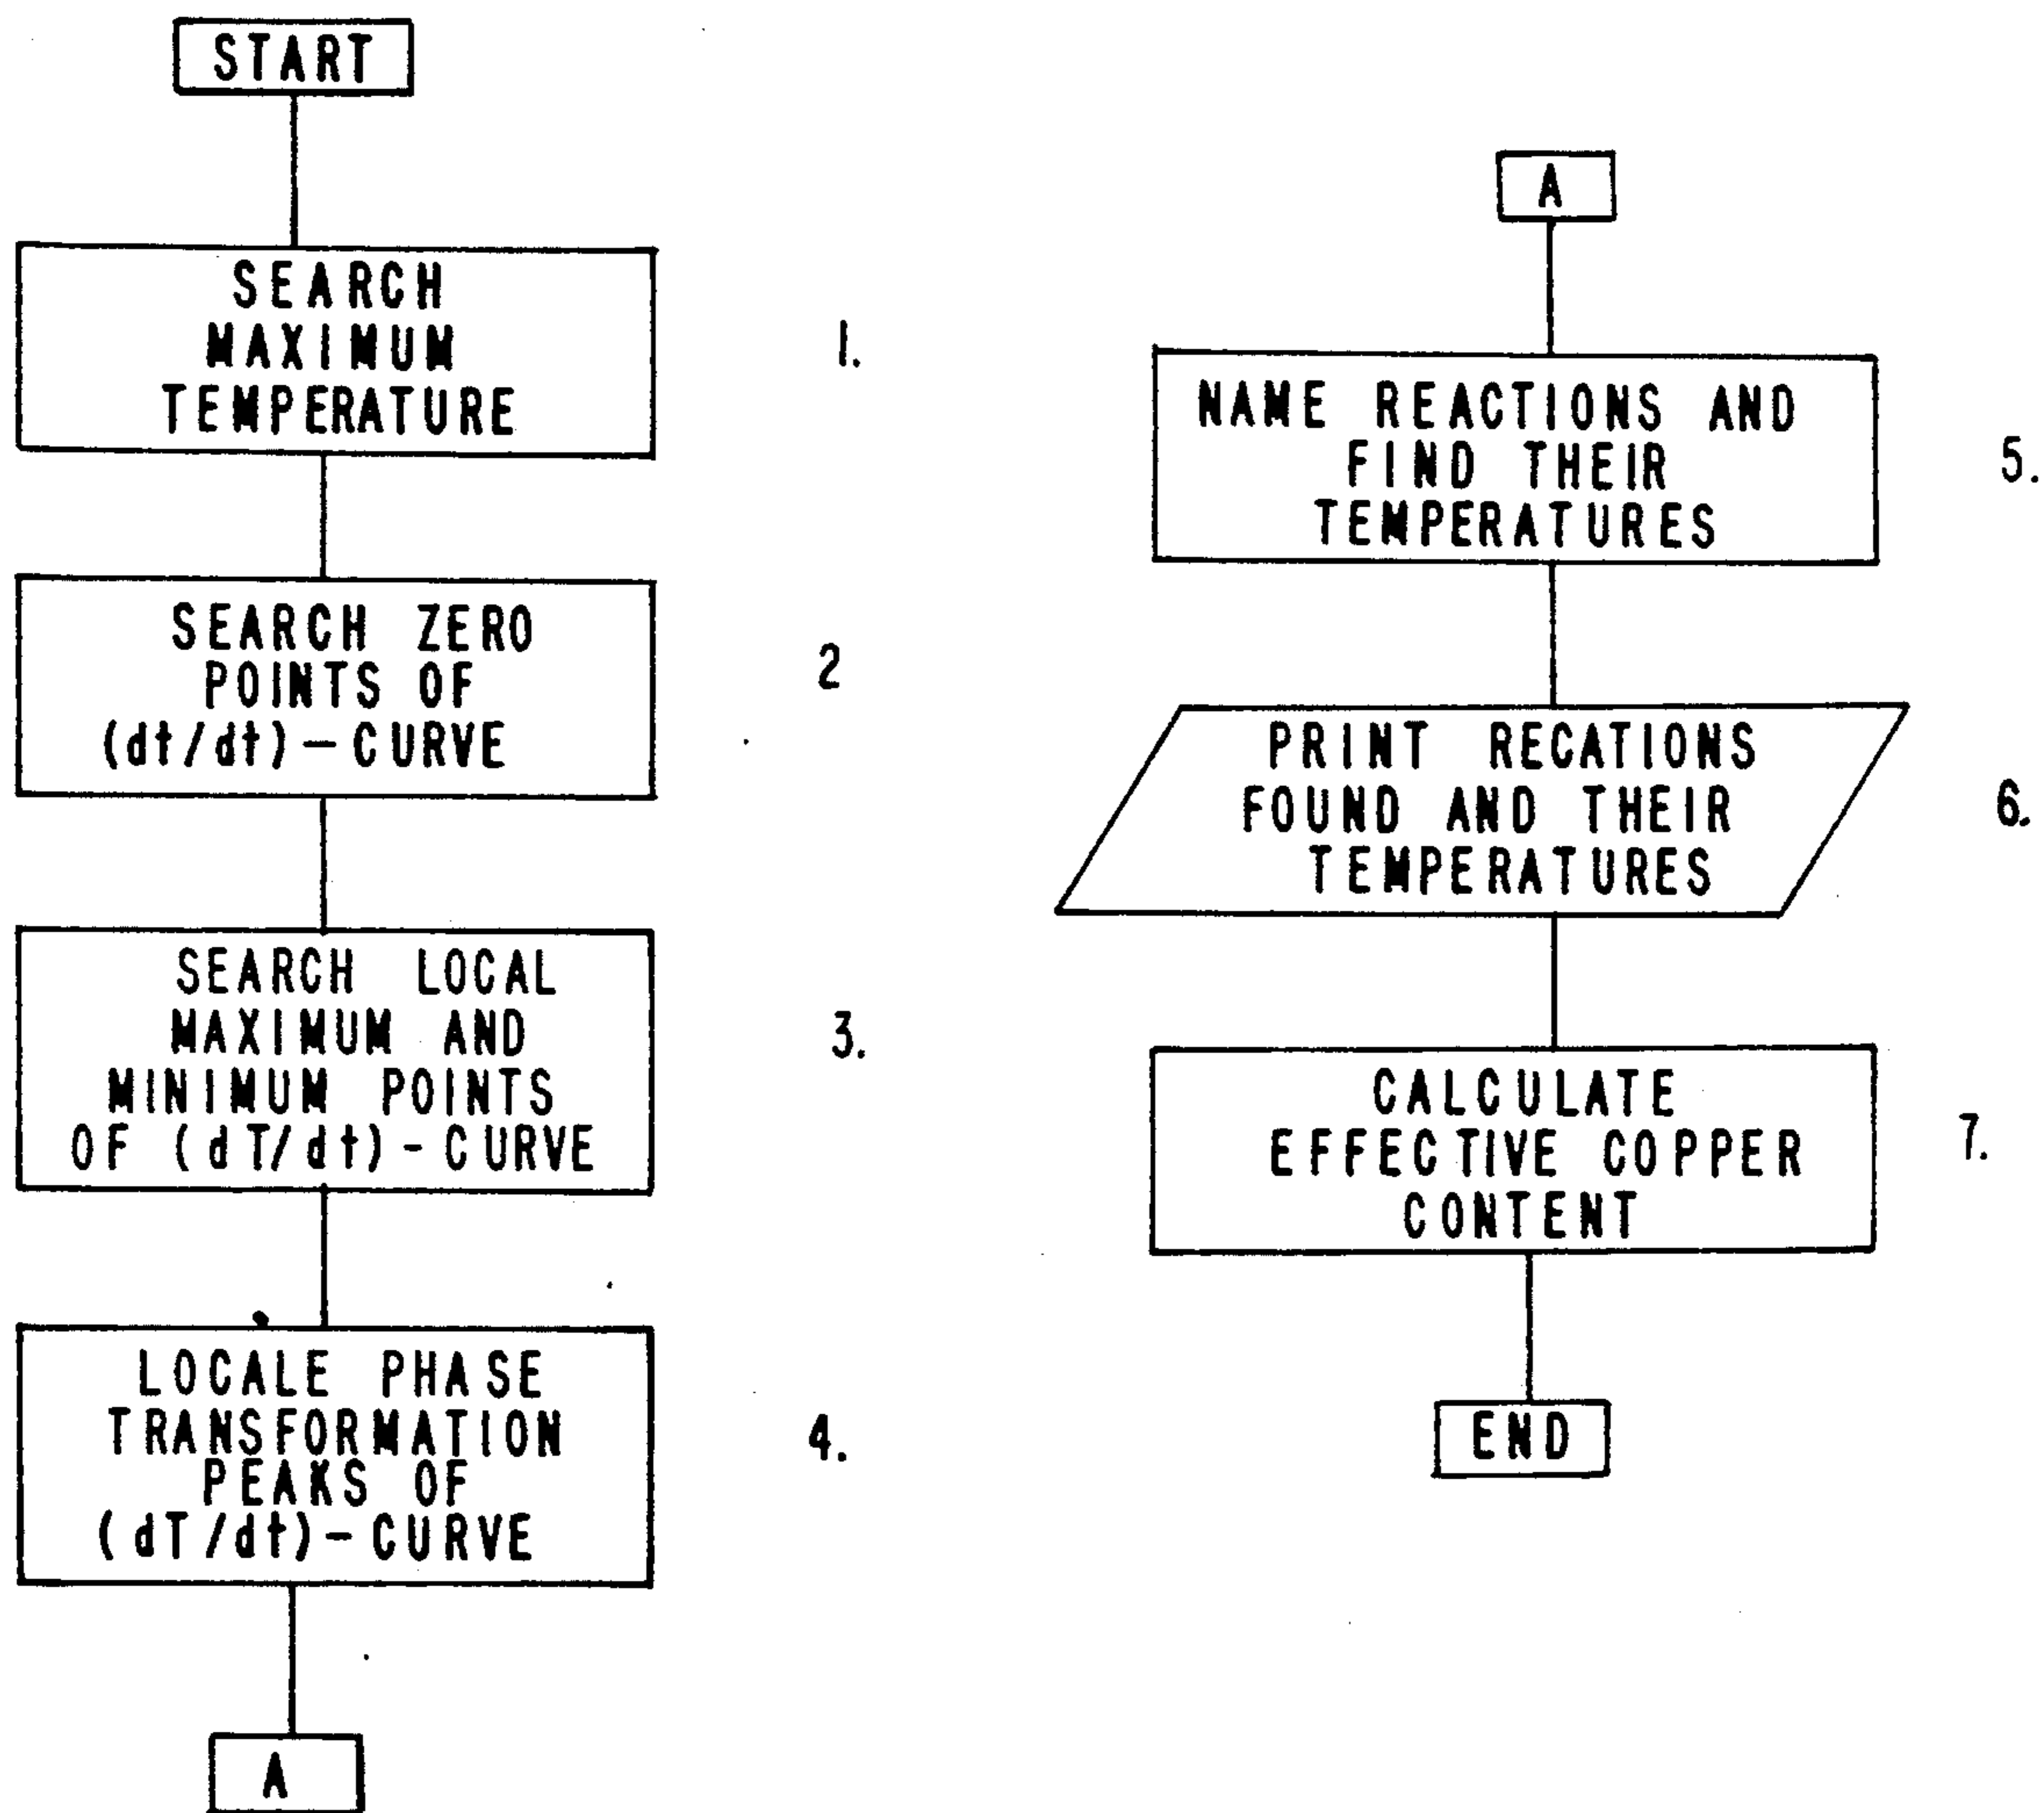 START
SEARCH
MAXIMUM
TEMPERATURE
1.
SEARCH ZERO
POINTS OF
(dt/dt) – CURVE
2
SEARCH LOCAL
MAXIMUM AND
MINIMUM POINTS
OF (dT/dt) - CURVE
3.
LOCALE PHASE
TRANSFORMATION
PEAKS OF
(dT/dt) – CURVE
4.
A
A
NAME REACTIONS AND
FIND THEIR
TEMPERATURES
5.
PRINT RECATIONS
FOUND AND THEIR
TEMPERATURES
6.
CALCULATE
EFFECTIVE COPPER
CONTENT
7.
END